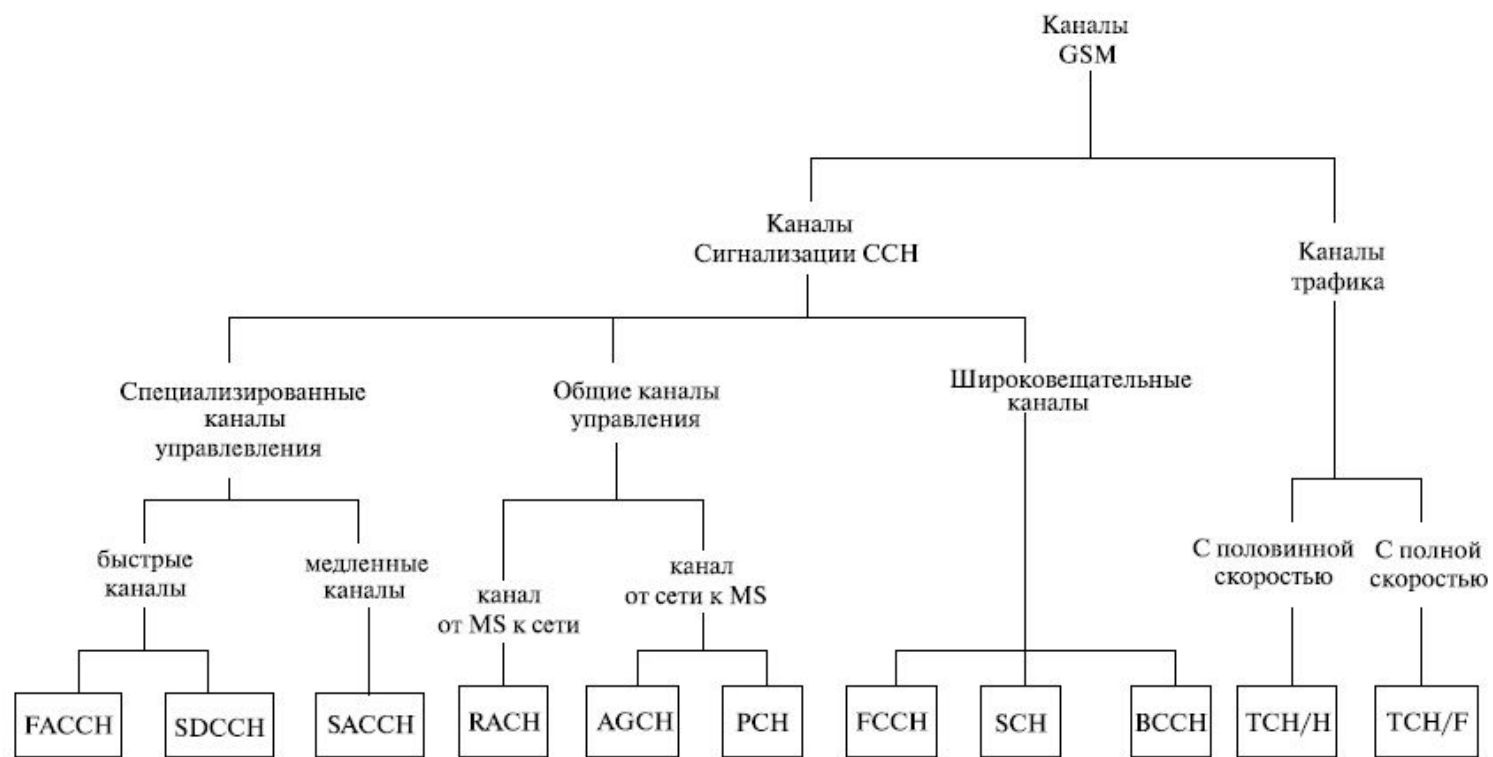 Каналы
GSM
Каналы
Сигнализации CCH
Каналы
трафика
Специализированные
каналы
управлевления
Общие каналы
управления
Широковещательные
каналы
быстрые
каналы
медленные
каналы
канал
от MS к сети
канал
от сети к MS
С половинной
скоростью
С полной
скоростью
FACCH
SDCCH
SACCH
RACH
AGCH
PCH
FCCH
SCH
BCCH
TCH/H
TCH/F